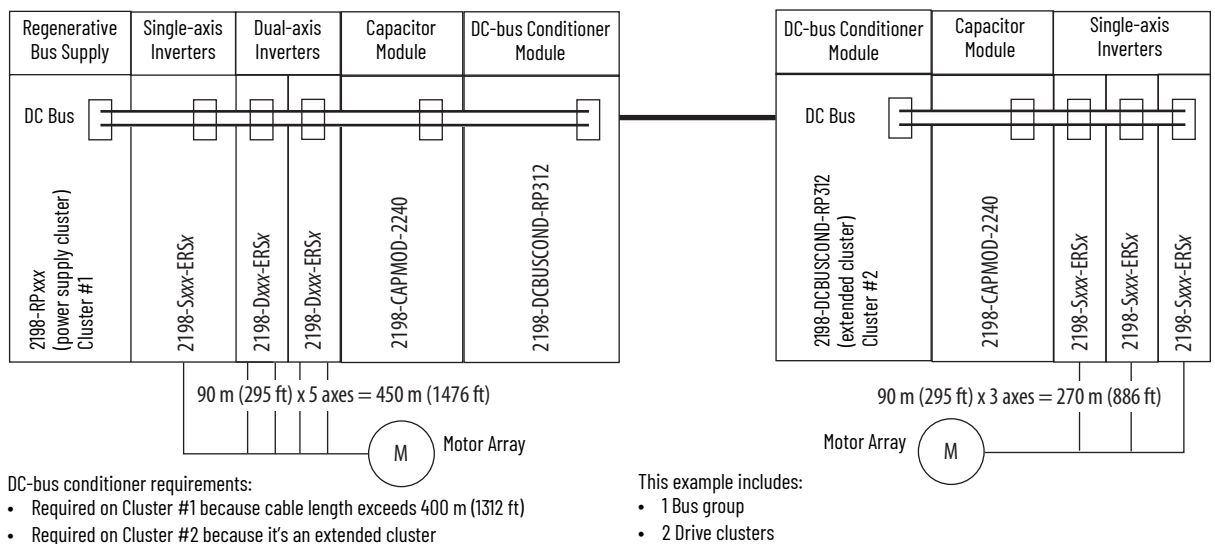 Regenerative
Bus Supply
Single-axis
Inverters
Dual-axis
Inverters
Capacitor
Module
DC-bus Conditioner
Module
DC Bus
2198-RPxxx
(power supply cluster)
Cluster #1
2198-Sxxx-ERSx
2198-Dxxx-ERSx
2198-Dxxx-ERSx
2198-CAPMOD-2240
2198-DCBUSCOND-RP312
90 m (295 ft) x 5 axes = 450 m (1476 ft)
M
Motor Array
DC-bus conditioner requirements:
• Required on Cluster #1 because cable length exceeds 400 m (1312 ft)
• Required on Cluster #2 because it's an extended cluster
DC-bus Conditioner
Module
Capacitor
Module
Single-axis
Inverters
DC Bus
2198-DCBUSCOND-RP312
(extended cluster)
Cluster #2
2198-CAPMOD-2240
2198-Sxxx-ERSx
2198-Sxxx-ERSx
2198-Sxxx-ERSx
90 m (295 ft) x 3 axes = 270 m (886 ft)
Motor Array
M
This example includes:
• 1 Bus group
• 2 Drive clusters